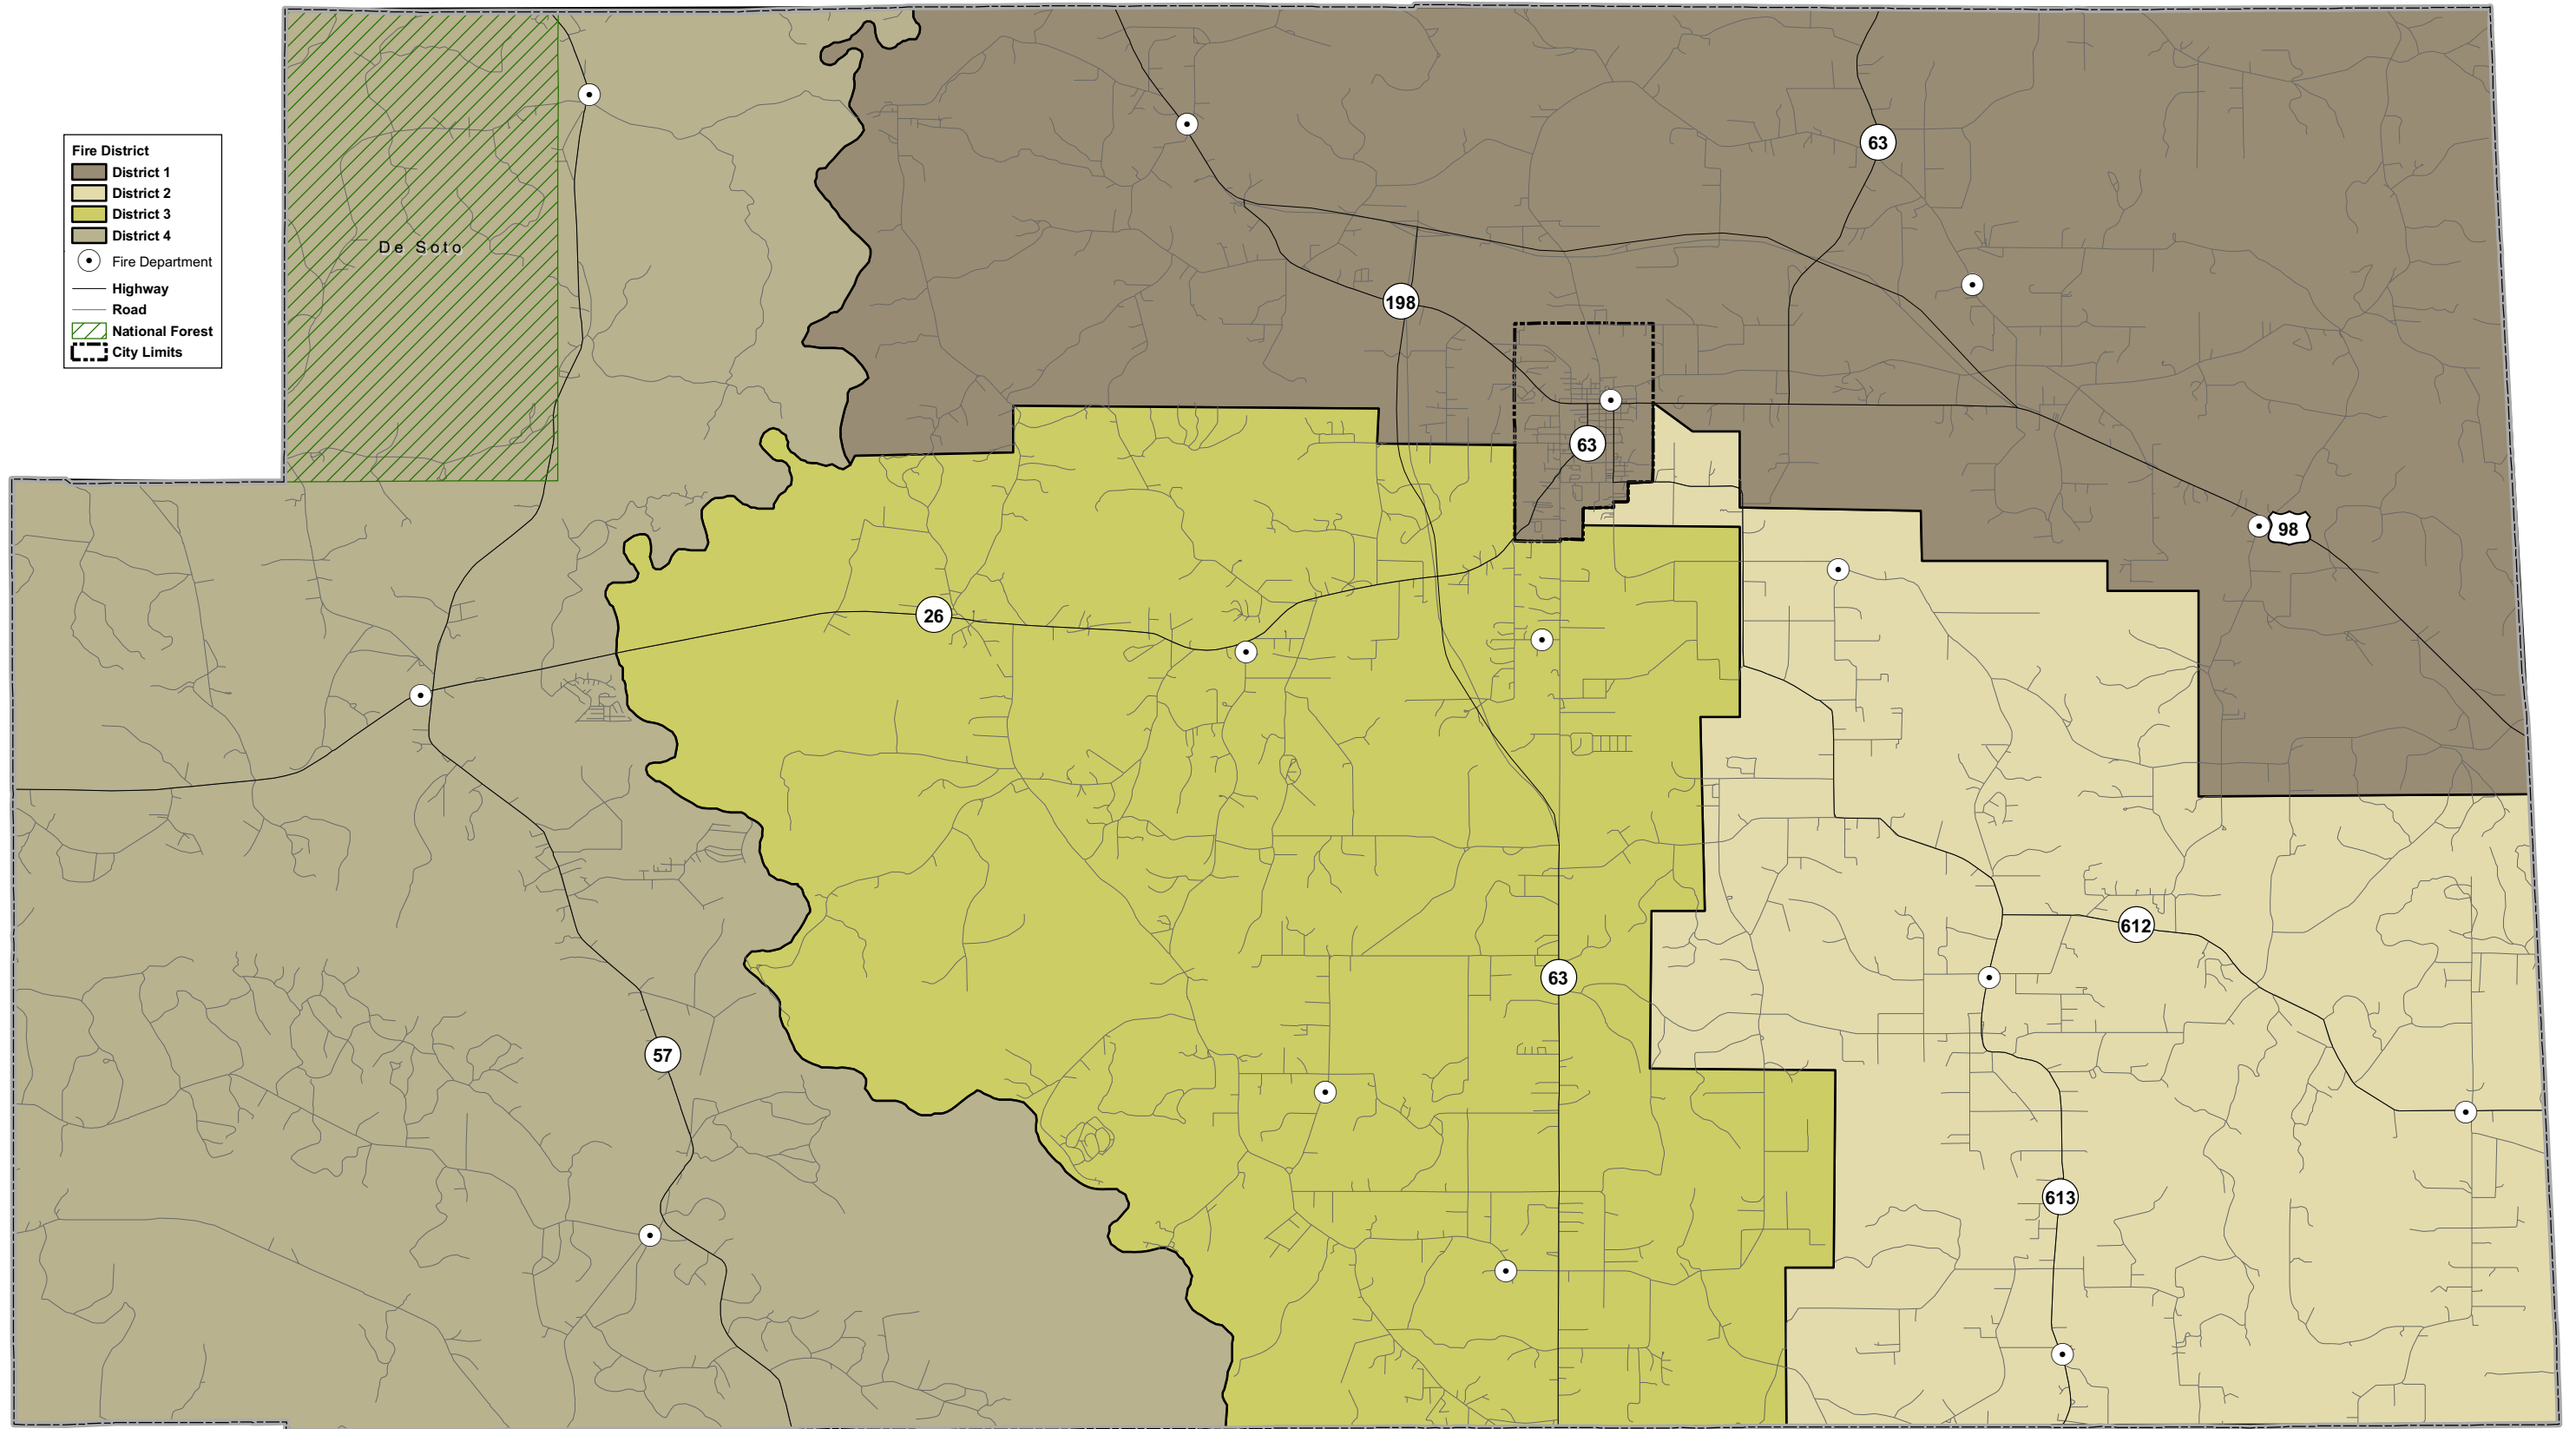 Fire District
District 1
District 2
District 3
District 4
Fire Department
Highway
Road
National Forest
City Limits
De Soto
63
198
63
98
26
612
63
57
613